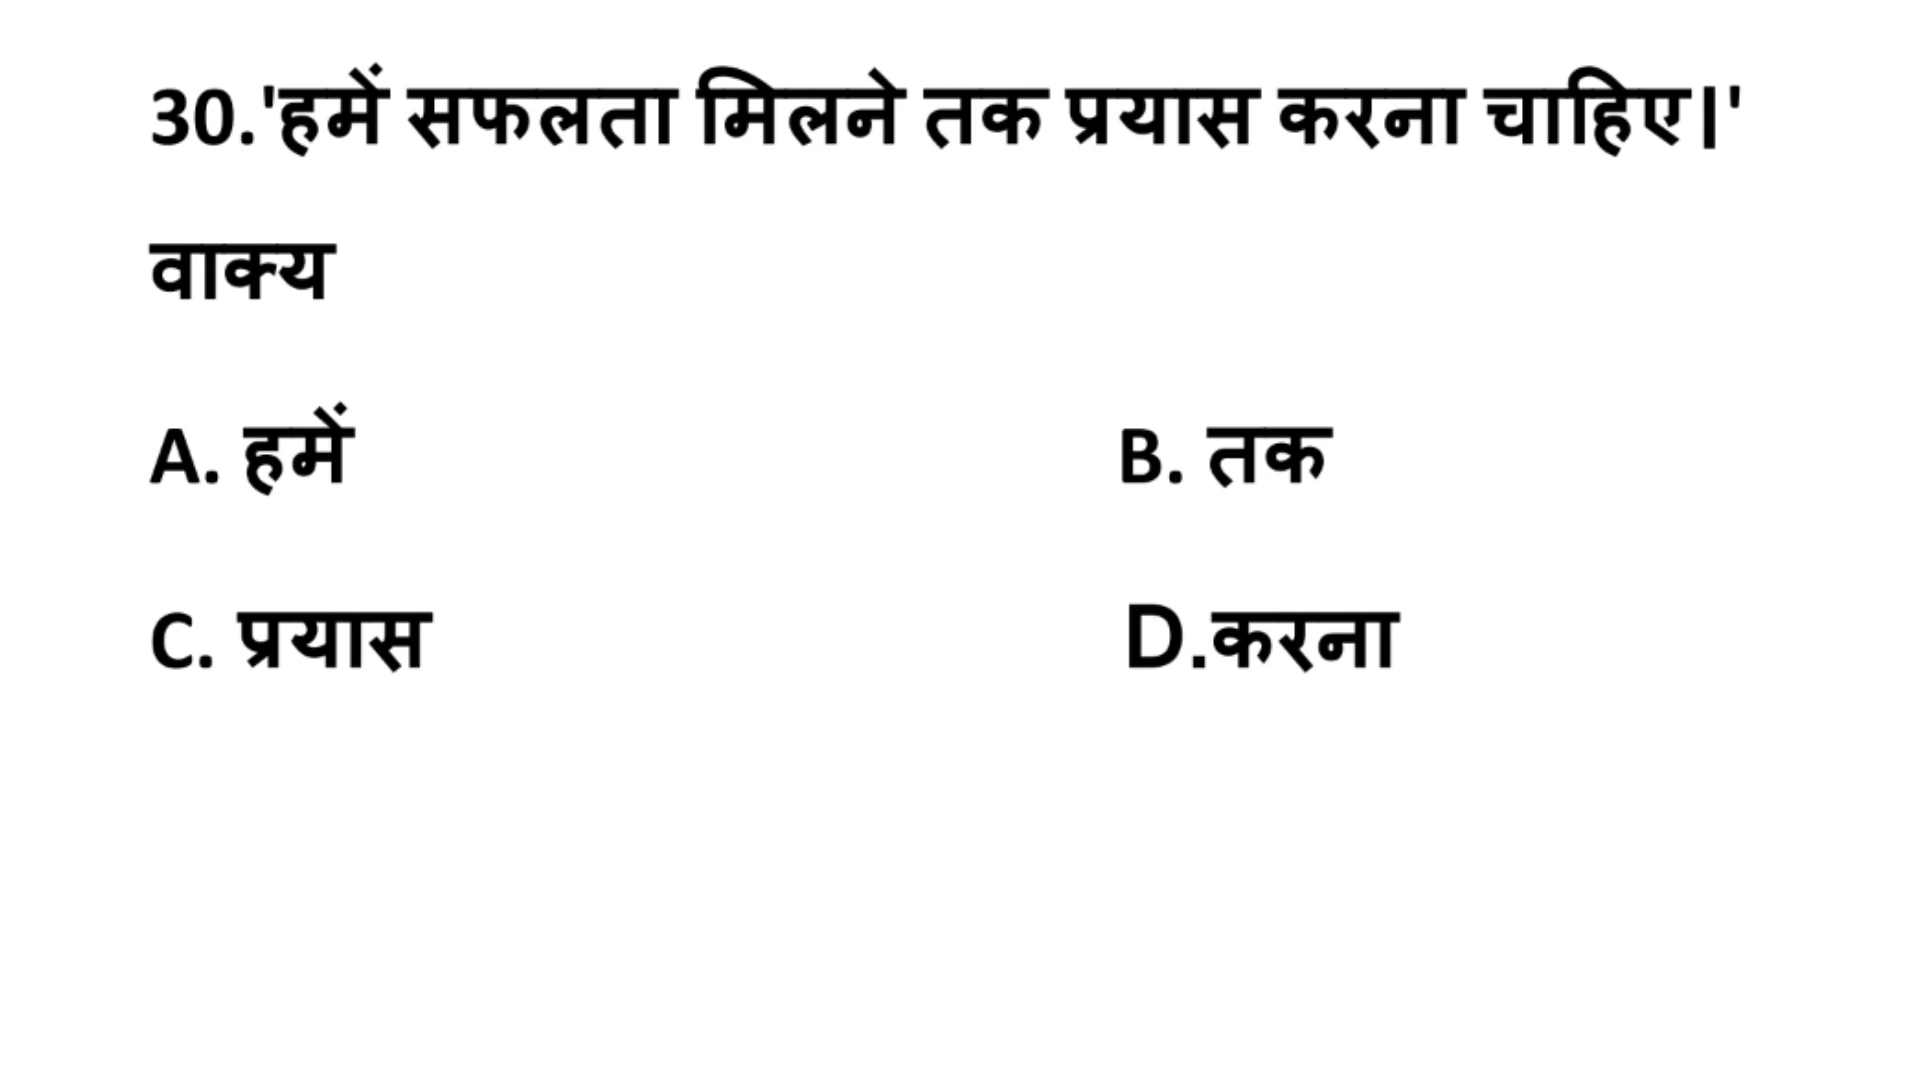 30.'हमें सफलता मिलने तक प्रयास करना चाहिए|'
वाक्य
A. हमें B. तक
C. प्रयास D.करना